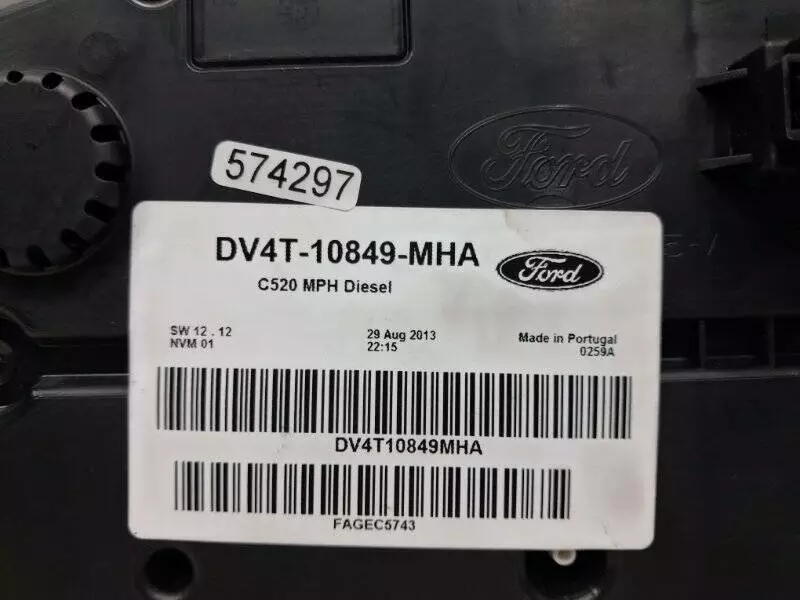 Ford
574297
DV4T-10849-MHA
Ford
C520 MPH Diesel
SW 12 . 12
NVM 01
29 Aug 2013
22:15
Made in Portugal
0259A
DV4T10849MHA
FAGEC5743